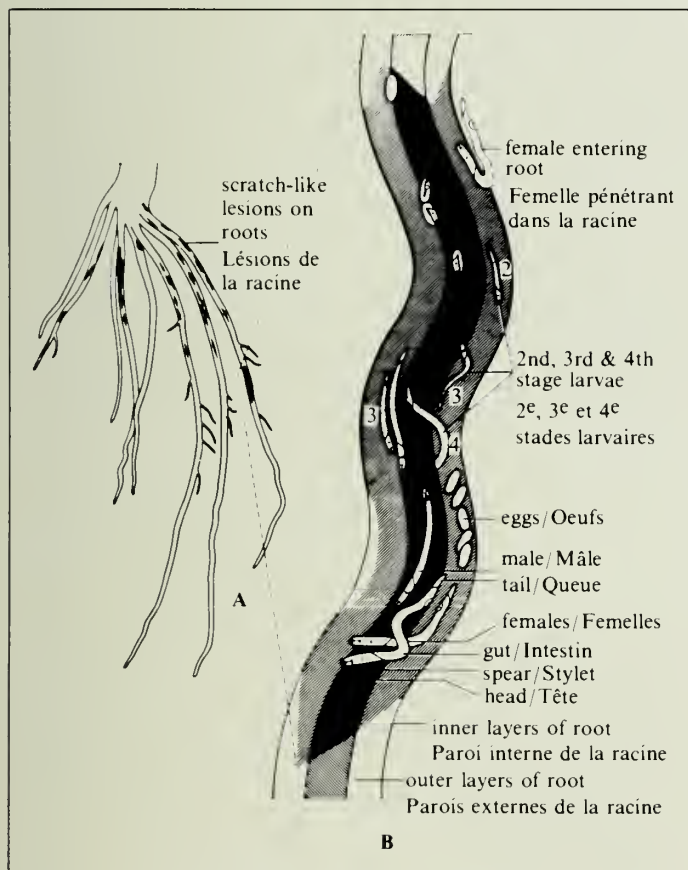 scratch-like
lesions on
roots
Lésions de
la racine
A
female entering
root
Femelle pénétrant
dans la racine
2
2nd, 3rd & 4th
stage larvae
2e, 3e et 4e
stades larvaires
3
3
4
eggs/Oeufs
male/Mâle
tail/Queue
females/Femelles
gut/Intestin
spear/Stylet
head/Tête
inner layers of root
Paroi interne de la racine
outer layers of root
Parois externes de la racine
B